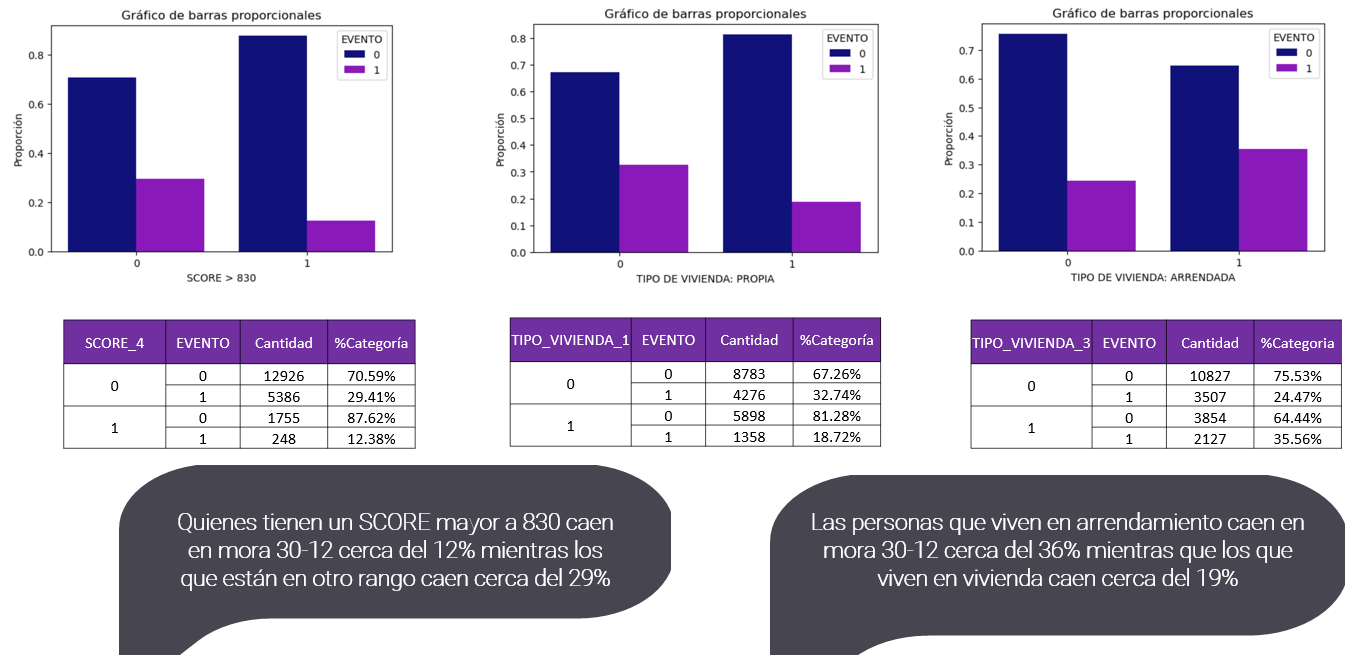 Gráfico de barras proporcionales
EVENTO
0
1
Proporción
0.8
0.6
0.4
0.2
0.0
0
1
SCORE > 830
Gráfico de barras proporcionales
EVENTO
0
1
Proporción
0.8
0.7
0.6
0.5
0.4
0.3
0.2
0.1
0.0
0
1
TIPO DE VIVIENDA: PROPIA
Gráfico de barras proporcionales
EVENTO
0
1
Proporción
0.7
0.6
0.5
0.4
0.3
0.2
0.1
0.0
0
1
TIPO DE VIVIENDA: ARRENDADA
SCORE_4 EVENTO Cantidad %Categoría
0 0 12926 70.59%
1 5386 29.41%
1 0 1755 87.62%
1 248 12.38%
TIPO_VIVIENDA_1 EVENTO Cantidad %Categoría
0 0 8783 67.26%
1 4276 32.74%
1 0 5898 81.28%
1 1358 18.72%
TIPO_VIVIENDA_3 EVENTO Cantidad %Categoria
0 0 10827 75.53%
1 3507 24.47%
1 0 3854 64.44%
1 2127 35.56%
Quienes tienen un SCORE mayor a 830 caen
en mora 30-12 cerca del 12% mientras los
que están en otro rango caen cerca del 29%
Las personas que viven en arrendamiento caen en
mora 30-12 cerca del 36% mientras que los que
viven en vivienda caen cerca del 19%